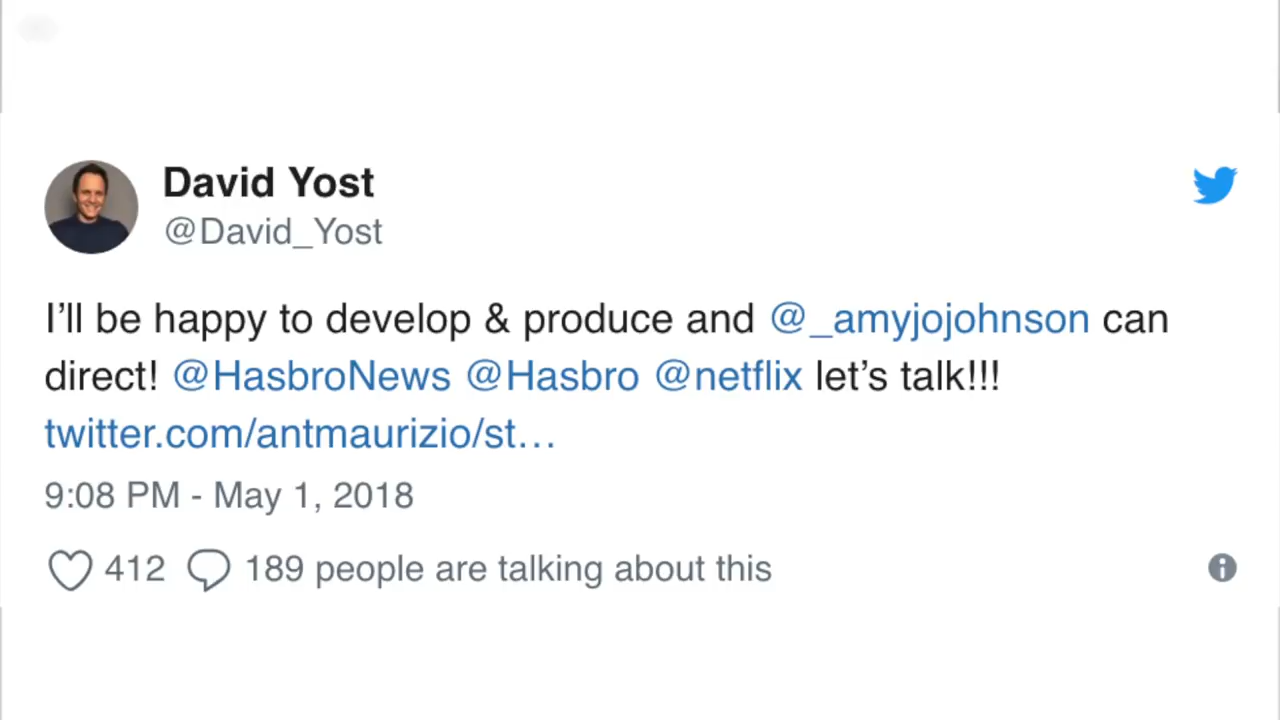 David Yost
@David_Yost
I’ll be happy to develop & produce and @_amyjojohnson can
direct! @HasbroNews @Hasbro @netflix let’s talk!!!
twitter.com/antmaurizio/st…
9:08 PM - May 1, 2018
412 189 people are talking about this